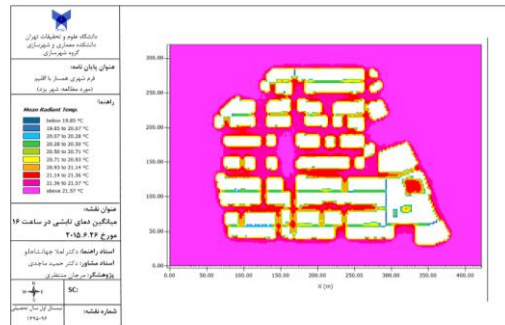 دانشگاه علوم و تحقیقات تهران
دانشکده معماری و شهرسازی
گروه شهرسازی
عنوان پایان نامه:
فرم شهری همساز با اقلیم
(مورد مطالعه: شهر یزد)
راهنما:
Mean Radiant Temp.
below 19.85 °C
19.85 to 20.07 °C
20.07 to 20.28 °C
20.28 to 20.50 °C
20.50 to 20.71 °C
20.71 to 20.93 °C
20.93 to 21.14 °C
21.14 to 21.36 °C
21.36 to 21.57 °C
above 21.57 °C
عنوان نقشه:
میانگین دمای تابشی در ساعت ۱۶
مورخ ۲۰۱۵.۶.۲۶
استاد راهنما: دکتر لعلا جهانشاهلو
استاد مشاور: دکتر حمید ماجدی
پژوهشگر: مرجان منتظری
N
W
E
S
SC:
نیمسال اول سال تحصیلی
۱۳۹۵-۹۶
شماره نقشه:
300.00
250.00
200.00
150.00
100.00
50.00
0.00
0.00 50.00 100.00 150.00 200.00 250.00 300.00 350.00 400.00
X (m)